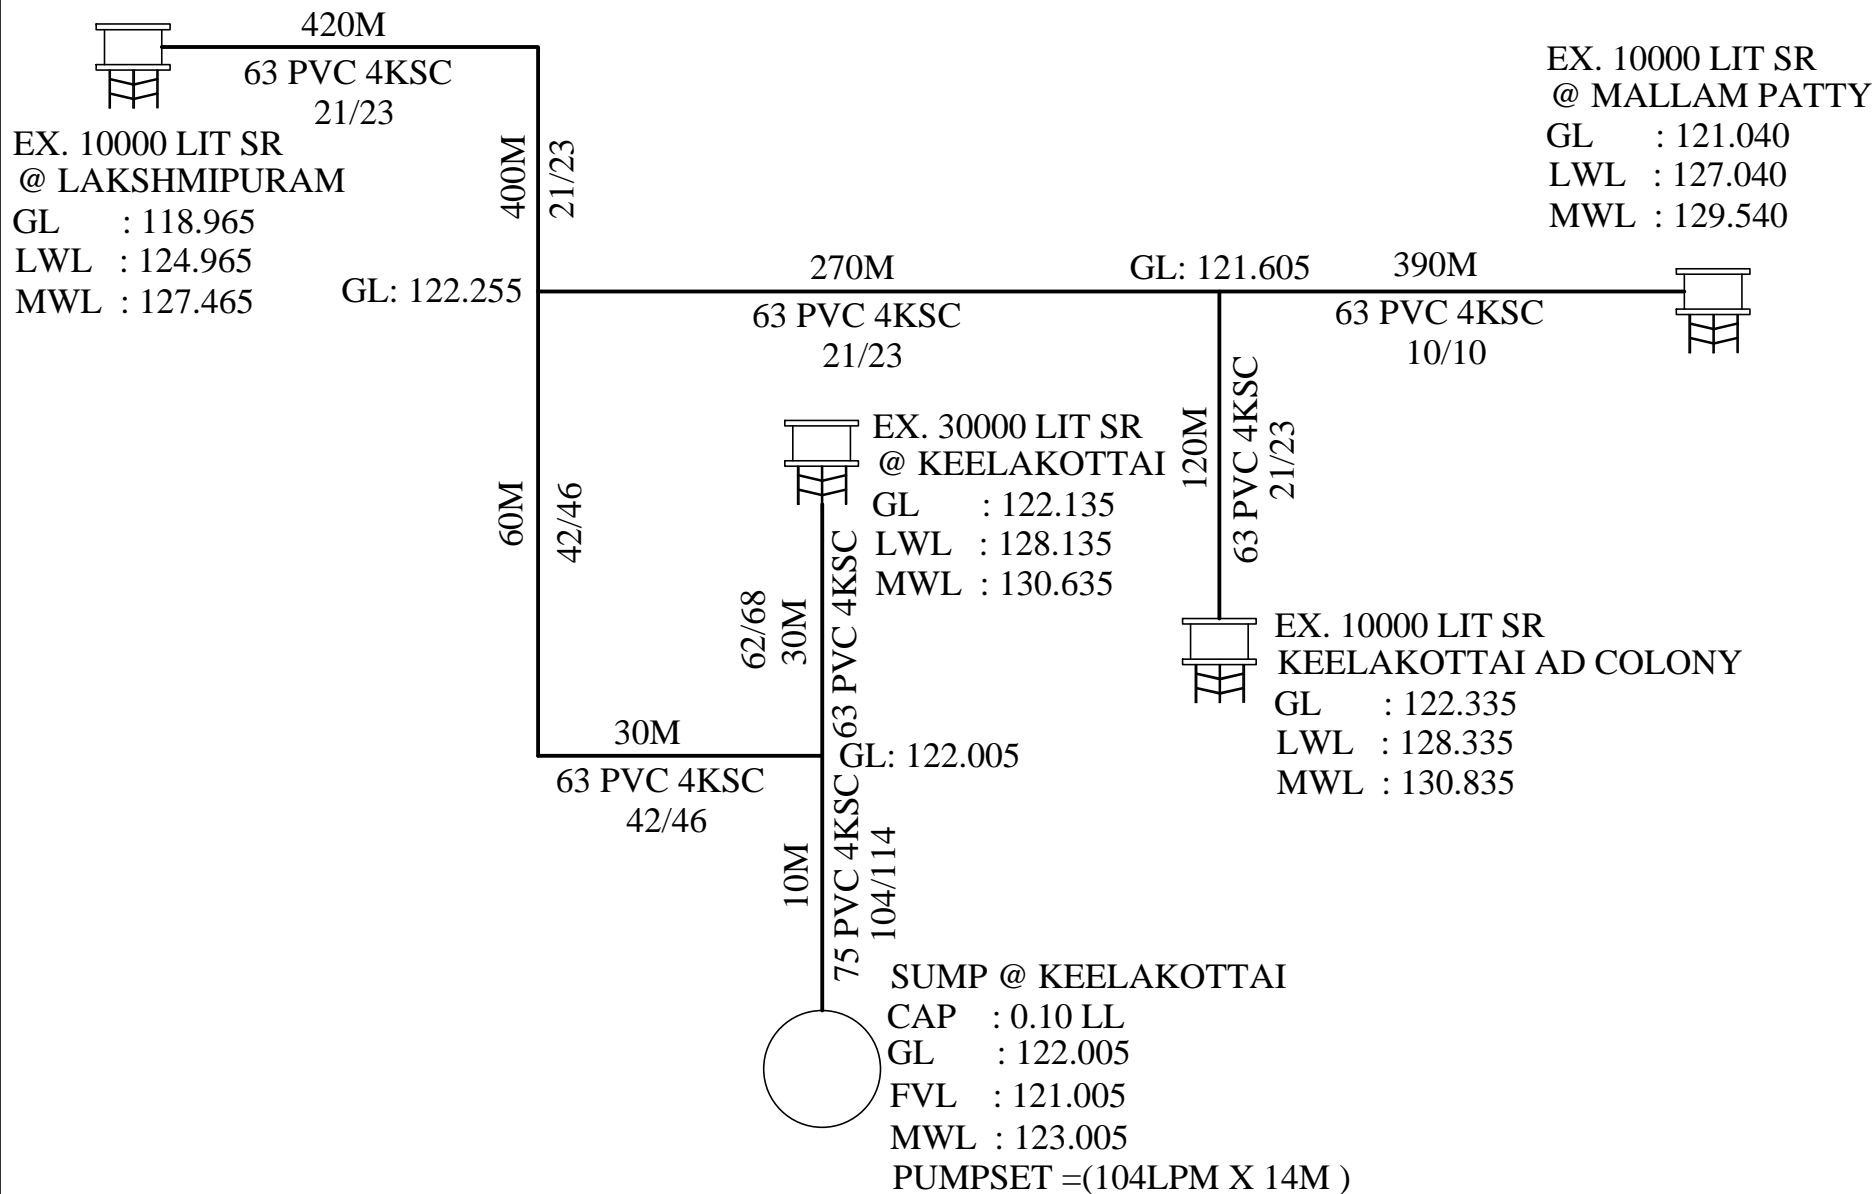 420M
63 PVC 4KSC
21/23
EX. 10000 LIT SR
@ LAKSHMIPURAM
GL : 118.965
LWL : 124.965
MWL : 127.465
400M
21/23
GL: 122.255
270M
63 PVC 4KSC
21/23
GL: 121.605
390M
63 PVC 4KSC
10/10
EX. 10000 LIT SR
@ MALLAM PATTY
GL : 121.040
LWL : 127.040
MWL : 129.540
120M
63 PVC 4KSC
21/23
EX. 30000 LIT SR
@ KEELAKOTTAI
GL : 122.135
LWL : 128.135
MWL : 130.635
60M
42/46
62/68
30M
63 PVC 4KSC
EX. 10000 LIT SR
KEELAKOTTAI AD COLONY
GL : 122.335
LWL : 128.335
MWL : 130.835
30M
63 PVC 4KSC
42/46
GL: 122.005
10M
75 PVC 4KSC
104/114
SUMP @ KEELAKOTTAI
CAP : 0.10 LL
GL : 122.005
FVL : 121.005
MWL : 123.005
PUMPSET =(104LPM X 14M )